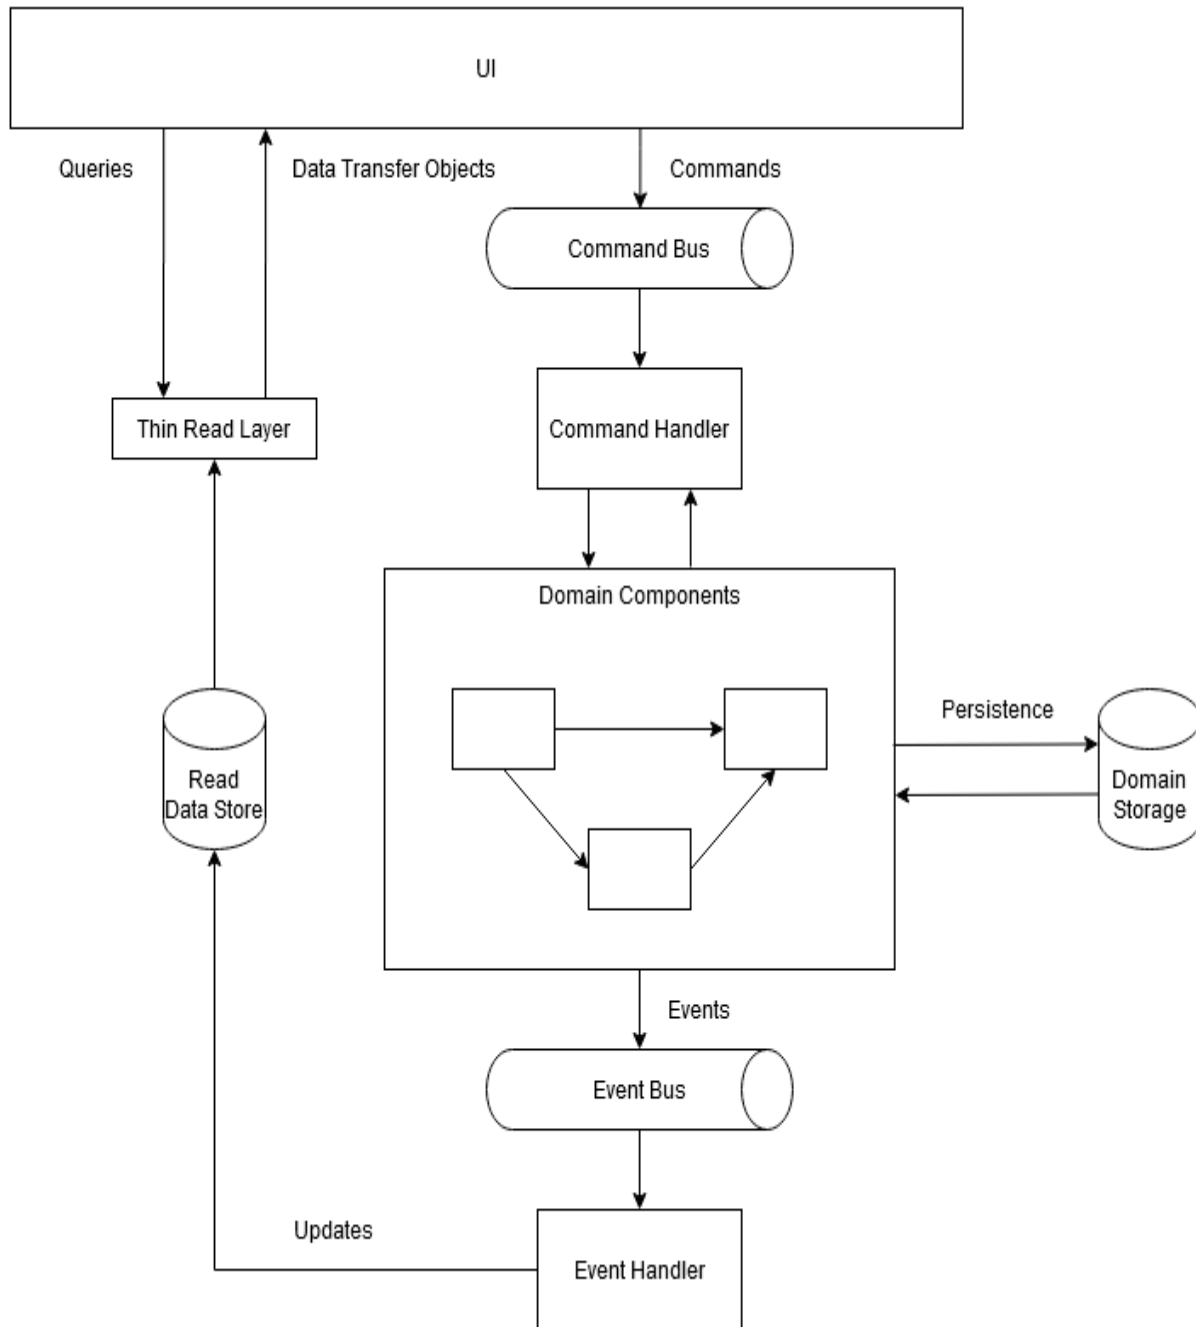 UI
Queries
Data Transfer Objects
Commands
Command Bus
Thin Read Layer
Command Handler
Domain Components
Persistence
Read
Data Store
Domain
Storage
Events
Event Bus
Updates
Event Handler